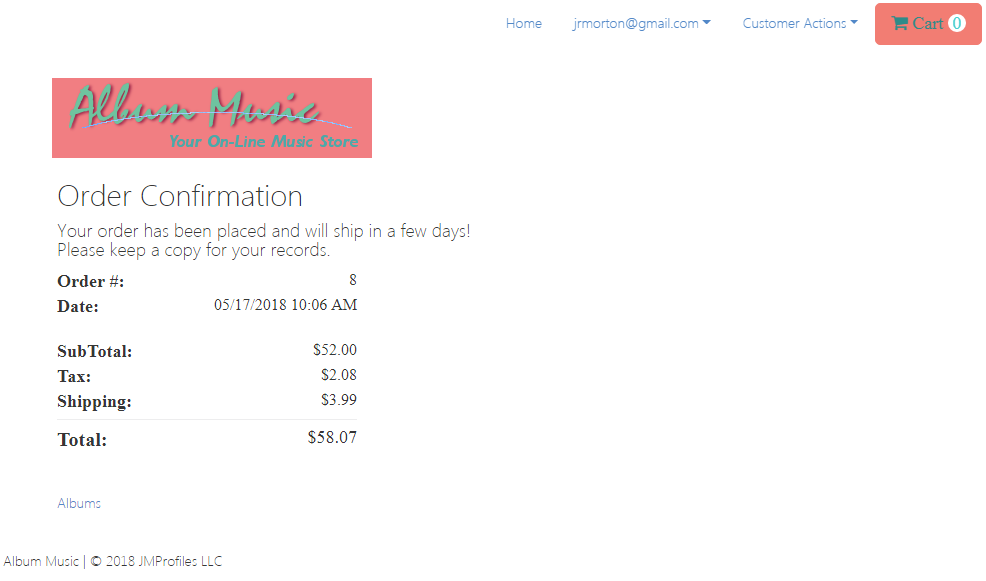 Home jrmorton@gmail.com Customer Actions Cart 0
Album Music
Your On-Line Music Store
Order Confirmation
Your order has been placed and will ship in a few days!
Please keep a copy for your records.
Order #: 8
Date: 05/17/2018 10:06 AM
SubTotal: $52.00
Tax: $2.08
Shipping: $3.99
Total: $58.07
Albums
Album Music | © 2018 JMProfiles LLC